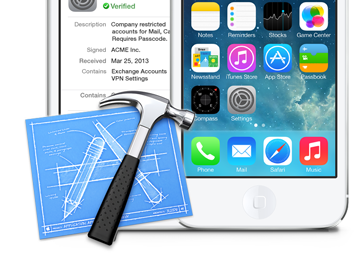 Verified
Description Company restricted
accounts for Mail, Ca
Requires Passcode.
Signed ACME Inc.
Received Mar 25, 2013
Contains Exchange Accounts
VPN Settings
Contains
Notes Reminders Stocks Game Center
Newsstand iTunes Store App Store Passbook
Compass Settings
Phone Mail Safari Music